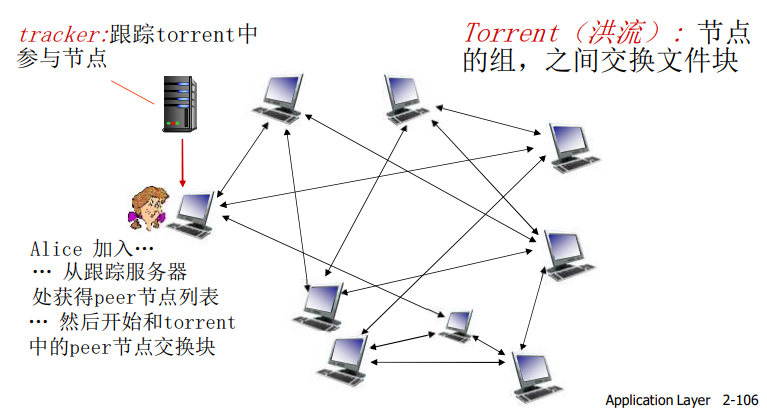 tracker:跟踪torrent中
参与节点
Torrent（洪流）: 节点
的组，之间交换文件块
Alice 加入…
… 从跟踪服务器
处获得peer节点列表
… 然后开始和torrent
中的peer节点交换块
Application Layer 2-106